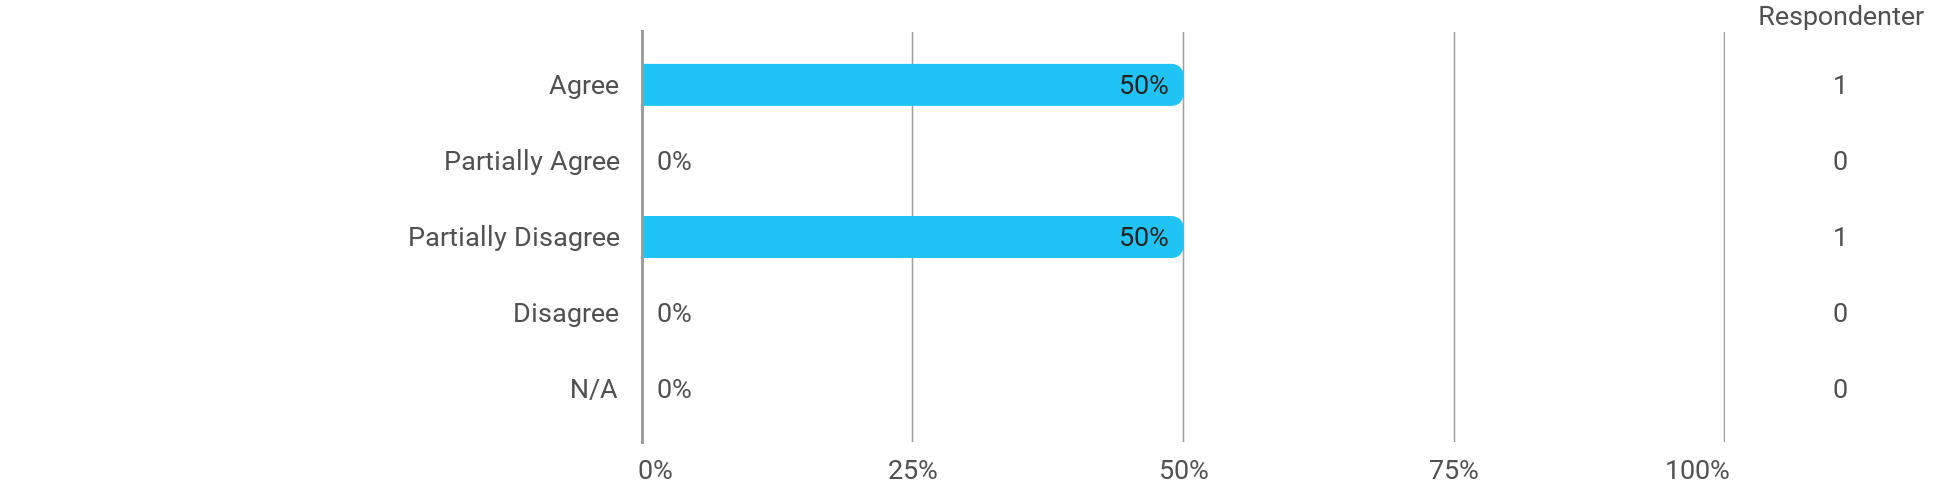 Respondenter
Agree 50% 1
Partially Agree 0% 0
Partially Disagree 50% 1
Disagree 0% 0
N/A 0% 0
0% 25% 50% 75% 100%